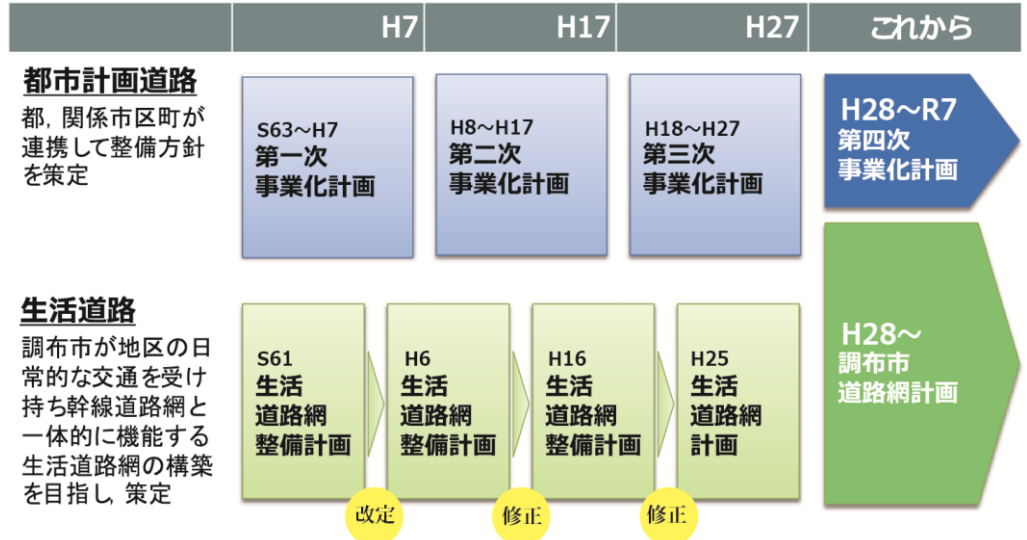 H7
H17
H27
これから
都市計画道路
都，関係市区町が
連携して整備方針
を策定
S63～H7
第一次
事業化計画
H8～H17
第二次
事業化計画
H18～H27
第三次
事業化計画
H28～R7
第四次
事業化計画
生活道路
調布市が地区の日
常的な交通を受け
持ち幹線道路網と
一体的に機能する
生活道路網の構築
を目指し，策定
S61
生活
道路網
整備計画
改定
H6
生活
道路網
整備計画
修正
H16
生活
道路網
整備計画
修正
H25
生活
道路網
計画
H28～
調布市
道路網計画